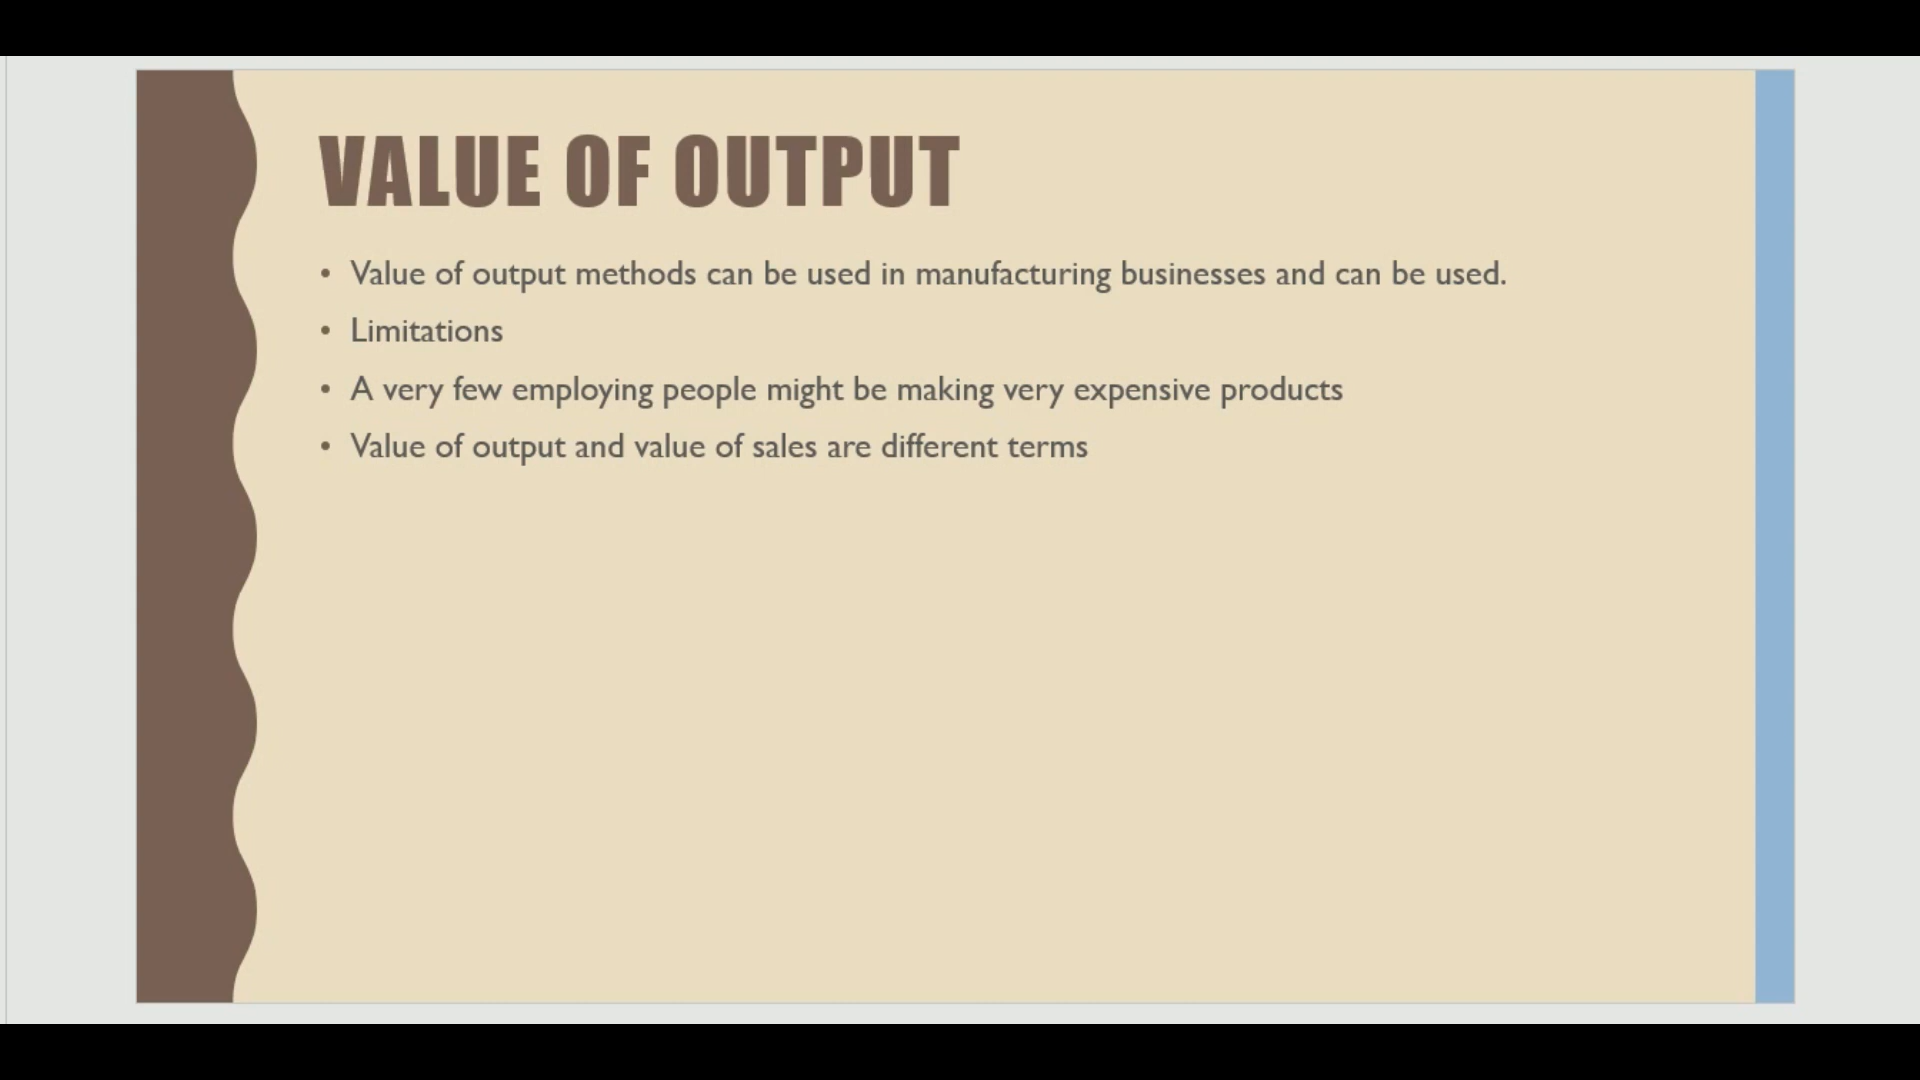 VALUE OF OUTPUT
• Value of output methods can be used in manufacturing businesses and can be used.
• Limitations
• A very few employing people might be making very expensive products
• Value of output and value of sales are different terms